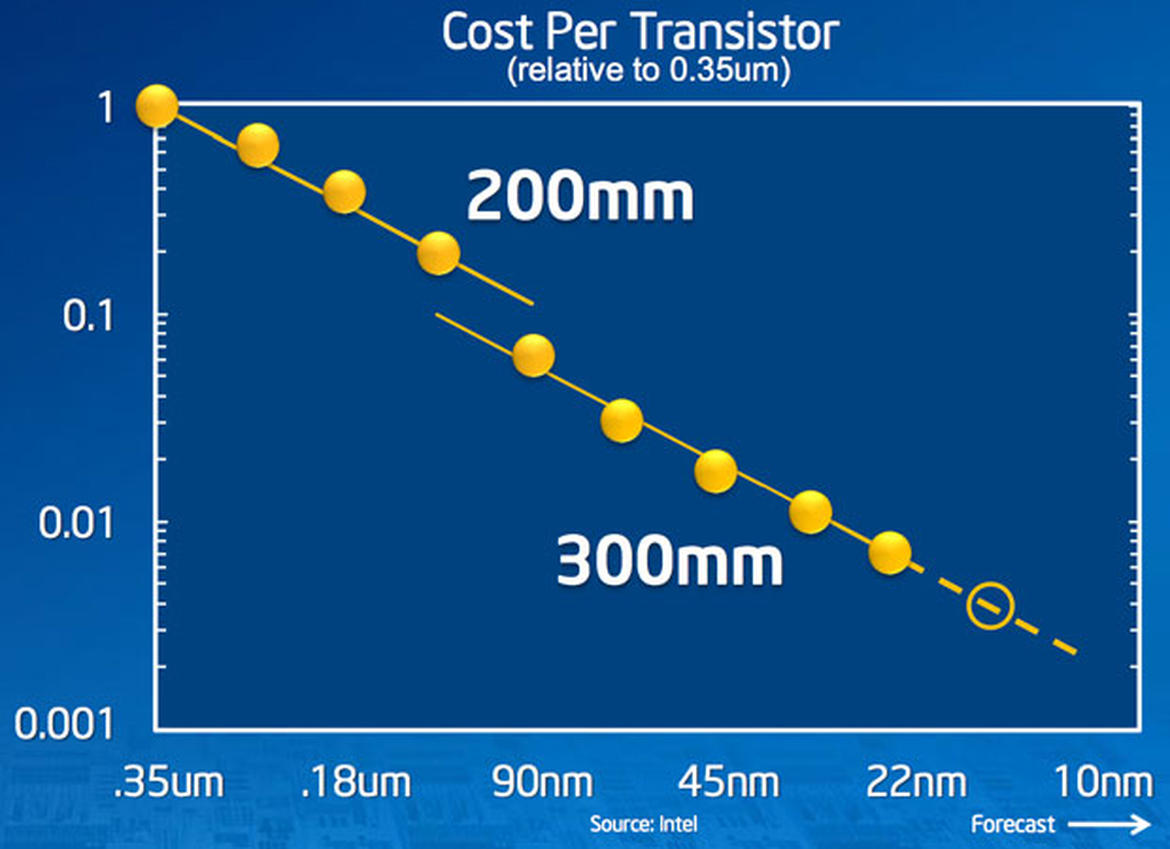 Cost Per Transistor
(relative to 0.35um)
1
200mm
0.1
0.01
300mm
0.001
.35um .18um 90nm 45nm 22nm 10nm
Source: Intel Forecast